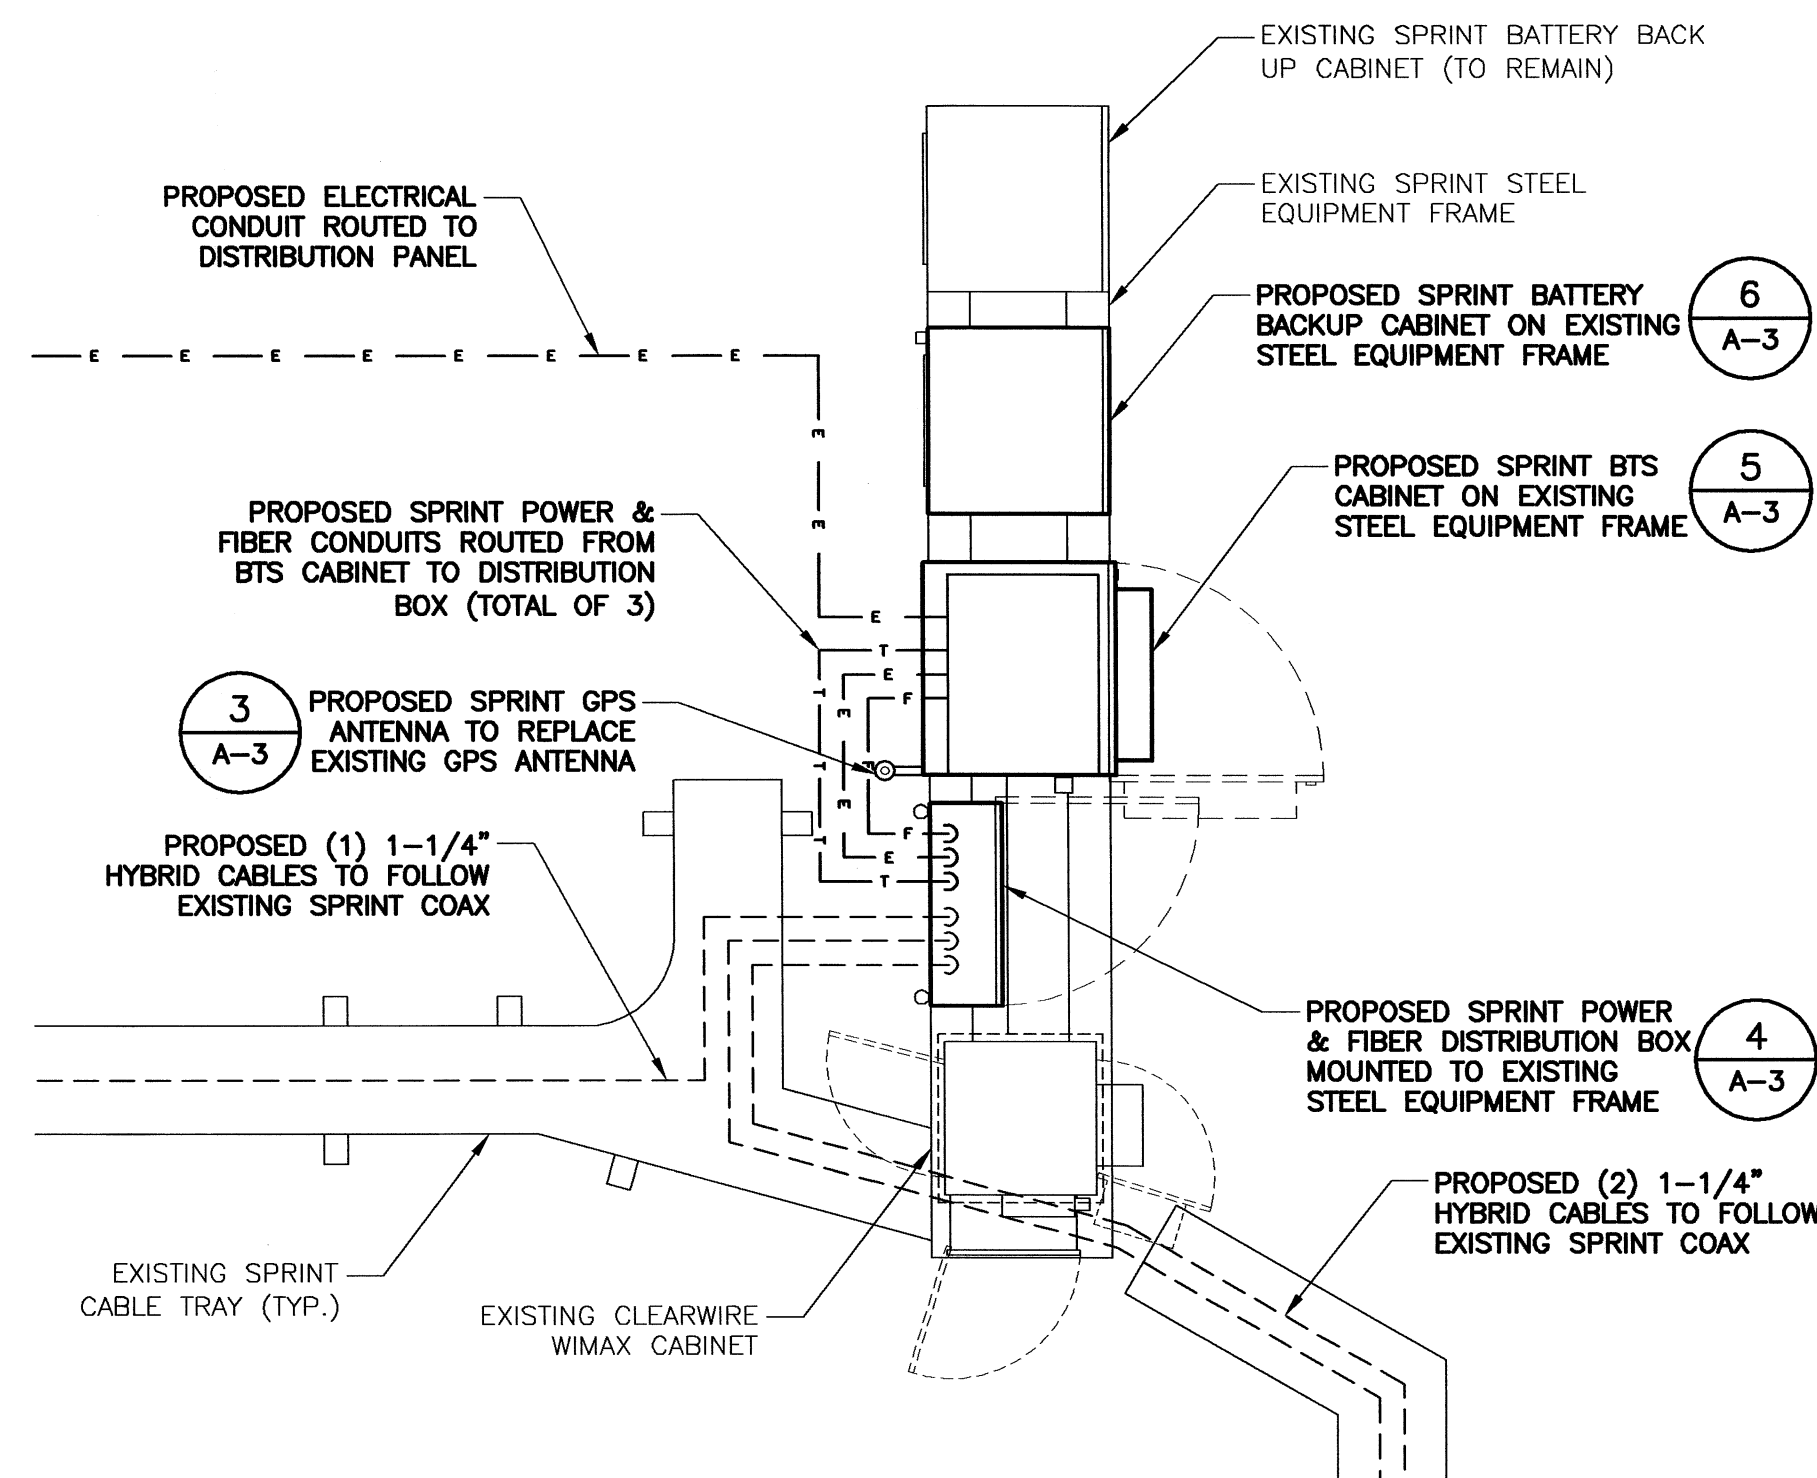 EXISTING SPRINT BATTERY BACK
UP CABINET (TO REMAIN)
PROPOSED ELECTRICAL
CONDUIT ROUTED TO
DISTRIBUTION PANEL
EXISTING SPRINT STEEL
EQUIPMENT FRAME
PROPOSED SPRINT BATTERY
BACKUP CABINET ON EXISTING
STEEL EQUIPMENT FRAME
6
A-3
E E E E E E E E
E
E
PROPOSED SPRINT BTS
CABINET ON EXISTING
STEEL EQUIPMENT FRAME
5
A-3
PROPOSED SPRINT POWER &
FIBER CONDUITS ROUTED FROM
BTS CABINET TO DISTRIBUTION
BOX (TOTAL OF 3)
E
T
E
F
T
E
F
T
E
T
F
E
T
3
A-3
PROPOSED SPRINT GPS
ANTENNA TO REPLACE
EXISTING GPS ANTENNA
PROPOSED (1) 1-1/4"
HYBRID CABLES TO FOLLOW
EXISTING SPRINT COAX
PROPOSED SPRINT POWER
& FIBER DISTRIBUTION BOX
MOUNTED TO EXISTING
STEEL EQUIPMENT FRAME
4
A-3
PROPOSED (2) 1-1/4"
HYBRID CABLES TO FOLLOW
EXISTING SPRINT COAX
EXISTING SPRINT
CABLE TRAY (TYP.)
EXISTING CLEARWIRE
WIMAX CABINET